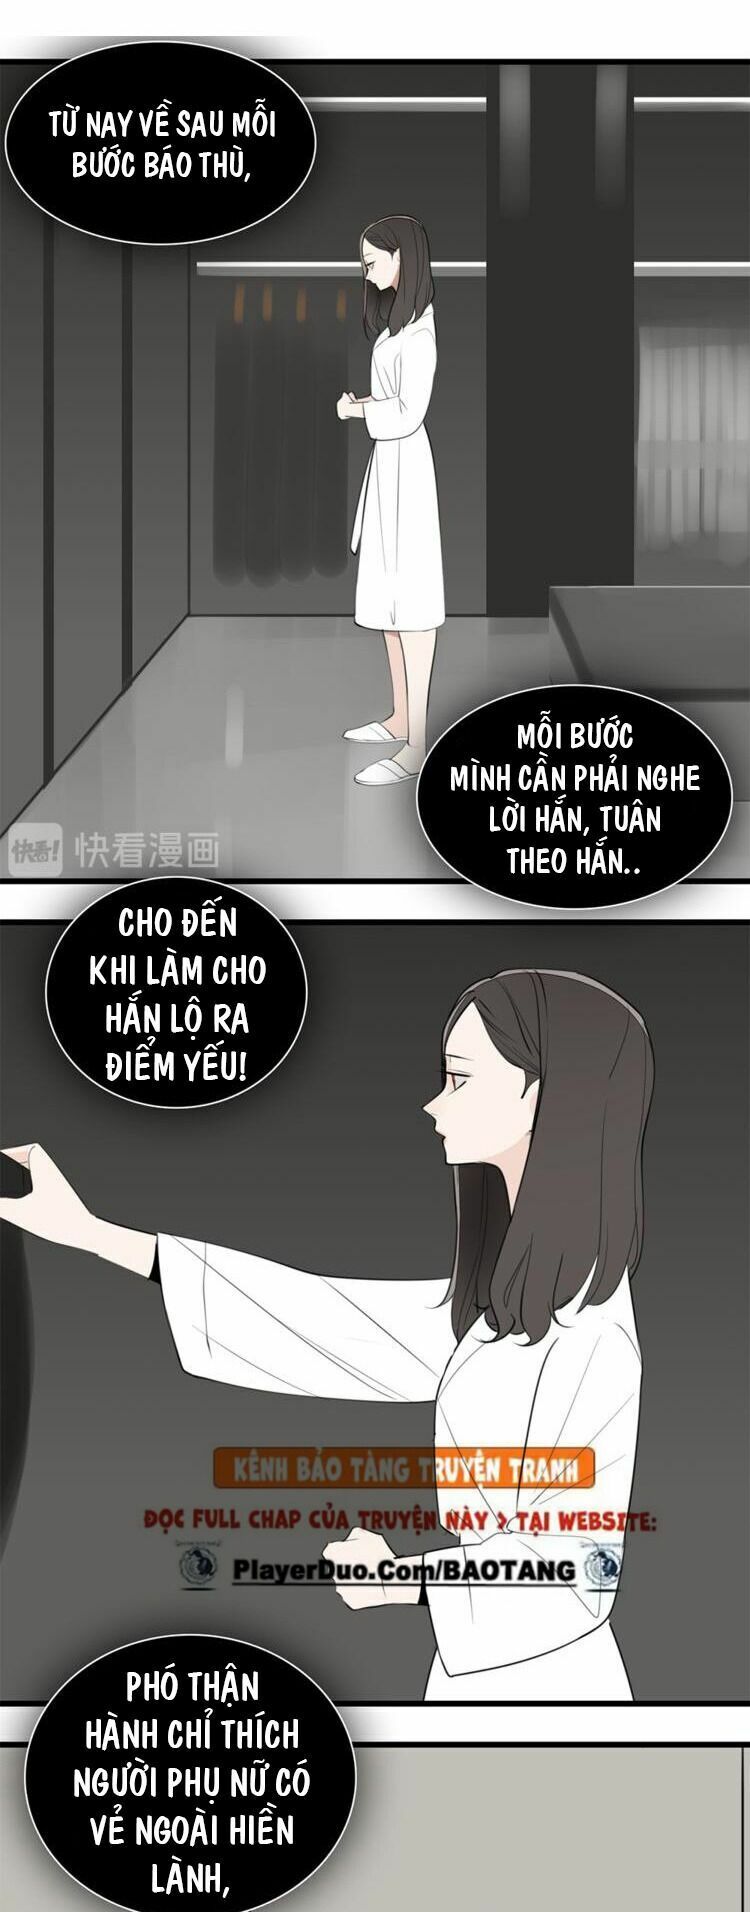 TỪ NAY VỀ SAU MỖI
BƯỚC BÁO THÙ,
MỖI BƯỚC
MÌNH CẦN PHẢI NGHE
LỜI HẮN, TUÂN
THEO HẮN..
快看! 快看漫画
CHO ĐẾN
KHI LÀM CHO
HẮN LỘ RA
ĐIỂM YẾU!
KÊNH BẢO TÀNG TRUYỆN TRANH
ĐỌC FULL CHAP CỦA TRUYỆN NÀY > TẠI WEBSITE:
PlayerDuo.Com/BAOTANG
PHÓ THẬN
HÀNH CHỈ THÍCH
NGƯỜI PHỤ NỮ CÓ
VẺ NGOÀI HIỀN
LÀNH,